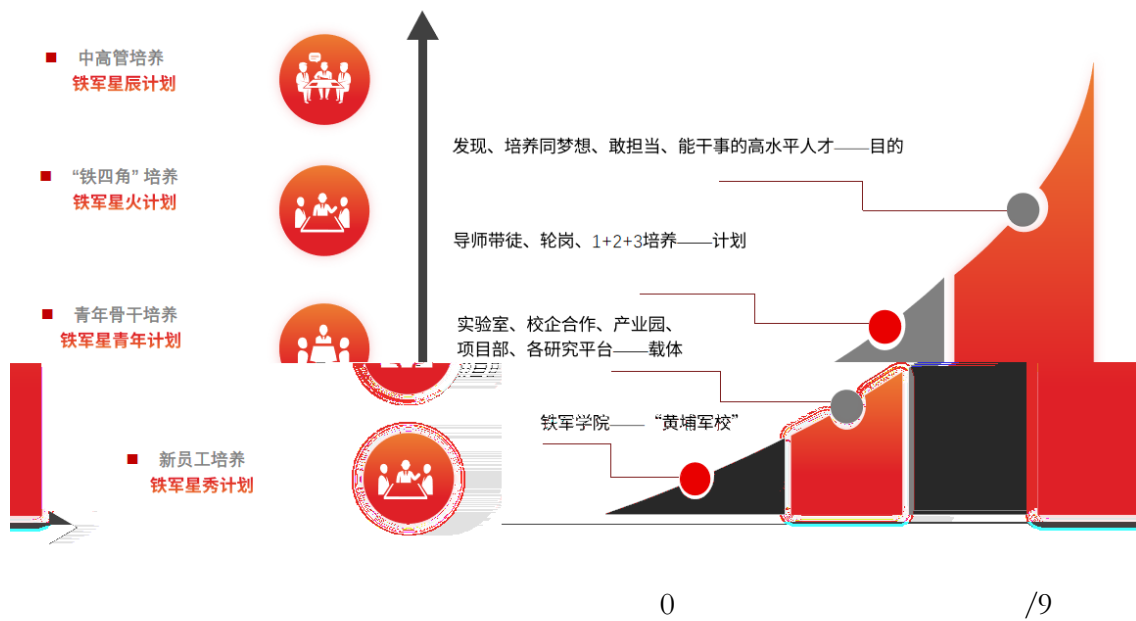 中高管培养
铁军星辰计划
“铁四角” 培养
铁军星火计划
青年骨干培养
铁军星青年计划
新员工培养
铁军星秀计划
发现、培养同梦想、敢担当、能干事的高水平人才——目的
导师带徒、轮岗、1+2+3培养——计划
实验室、校企合作、产业园、
项目部、各研究平台——载体
铁军学院——“黄埔军校”
0
/9